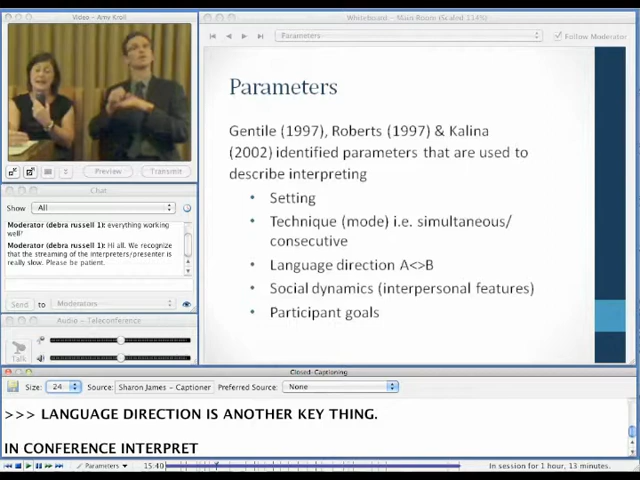 Video - Amy Kroll
Whiteboard - Main Room (Scaled 114%)
Parameters
Follow Moderator
Parameters
Gentile (1997), Roberts (1997) & Kalina
(2002) identified parameters that are used to
describe interpreting
• Setting
• Technique (mode) i.e. simultaneous/
consecutive
• Language direction A<>B
• Social dynamics (interpersonal features)
• Participant goals
Preview
Transmit
Chat
Show All
Moderator (debra russell 1): everything working
well?
Moderator (debra russell 1): Hi all. We recognize
that the streaming of the interpreters/presenter is
really slow. Please be patient.
Send to Moderators
Audio - Teleconference
Talk
Closed-Captioning
Size: 24 Source: Sharon James - Captioner Preferred Source: None
>>> LANGUAGE DIRECTION IS ANOTHER KEY THING.
IN CONFERENCE INTERPRET
Parameters 15:40 In session for 1 hour, 13 minutes.